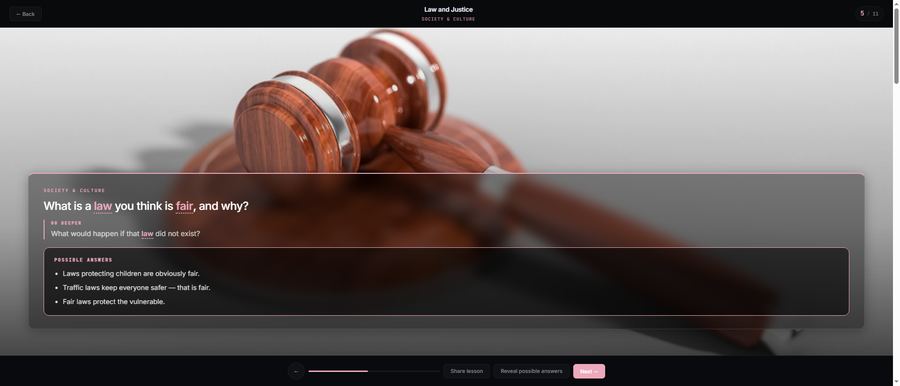 ← Back
Law and Justice
SOCIETY & CULTURE
5 / 11
SOCIETY & CULTURE
What is a law you think is fair, and why?
GO DEEPER
What would happen if that law did not exist?
POSSIBLE ANSWERS
• Laws protecting children are obviously fair.
• Traffic laws keep everyone safer — that is fair.
• Fair laws protect the vulnerable.
←
Share lesson
Reveal possible answers
Next →